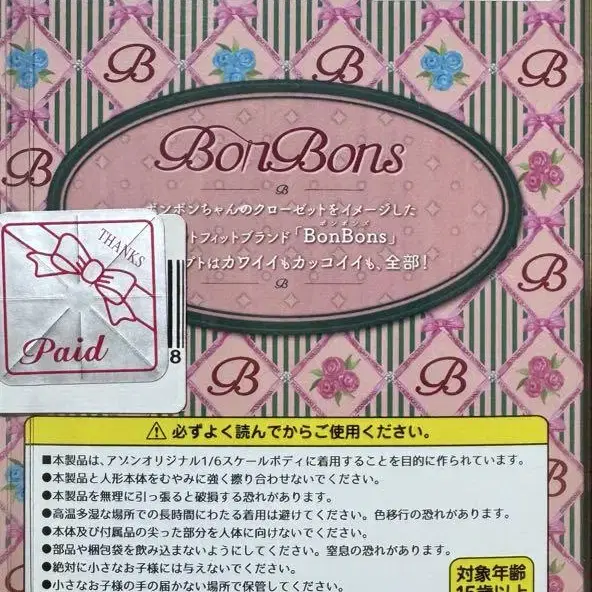 B B B
BonBons
B
B
ボンボンちゃんのクローゼットをイメージした
トフィットブランド「BonBons」
ボンボンズ
プトはカワイイもカッコイイも、全部！
B
B
THANKS
Paid
8
B B
⚠ 必ずよく読んでからご使用ください。
■本製品は、アゾンオリジナル1/6スケールボディに着用することを目的に作られています。
●本製品と人形本体をむやみに強く擦り合わせないでください。
●本製品を無理に引っ張ると破損する恐れがあります。
●高温多湿な場所での長時間にわたる着用は避けてください。色移行の恐れがあります。
●本体及び付属品の尖った部分を人体に向けないでください。
●部品や梱包袋を飲み込まないようにしてください。窒息の恐れがあります。
●絶対に小さなお子様には与えないでください。
●小さなお子様の手の届かない場所で保管してください。
対象年齢
15歳以上